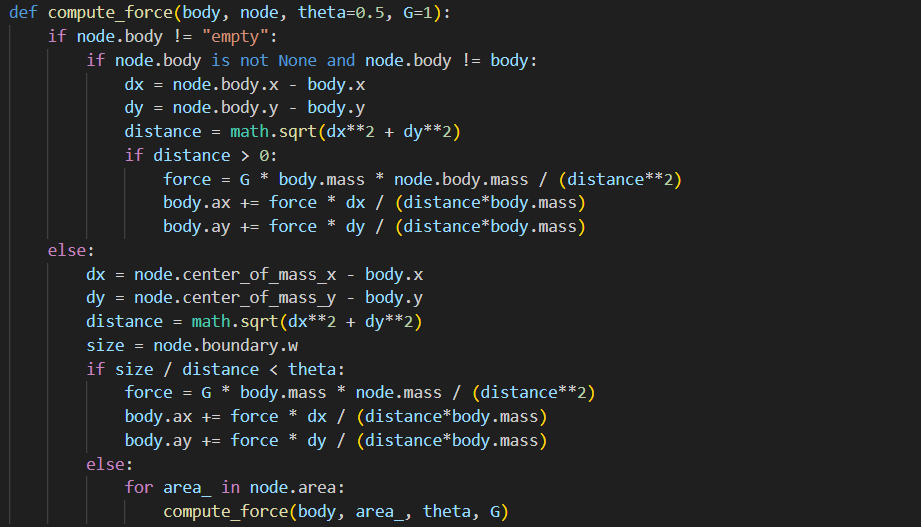 def compute_force(body, node, theta=0.5, G=1):
    if node.body != "empty":
        if node.body is not None and node.body != body:
            dx = node.body.x - body.x
            dy = node.body.y - body.y
            distance = math.sqrt(dx**2 + dy**2)
            if distance > 0:
                force = G * body.mass * node.body.mass / (distance**2)
                body.ax += force * dx / (distance*body.mass)
                body.ay += force * dy / (distance*body.mass)
    else:
        dx = node.center_of_mass_x - body.x
        dy = node.center_of_mass_y - body.y
        distance = math.sqrt(dx**2 + dy**2)
        size = node.boundary.w
        if size / distance < theta:
            force = G * body.mass * node.mass / (distance**2)
            body.ax += force * dx / (distance*body.mass)
            body.ay += force * dy / (distance*body.mass)
        else:
            for area_ in node.area:
                compute_force(body, area_, theta, G)